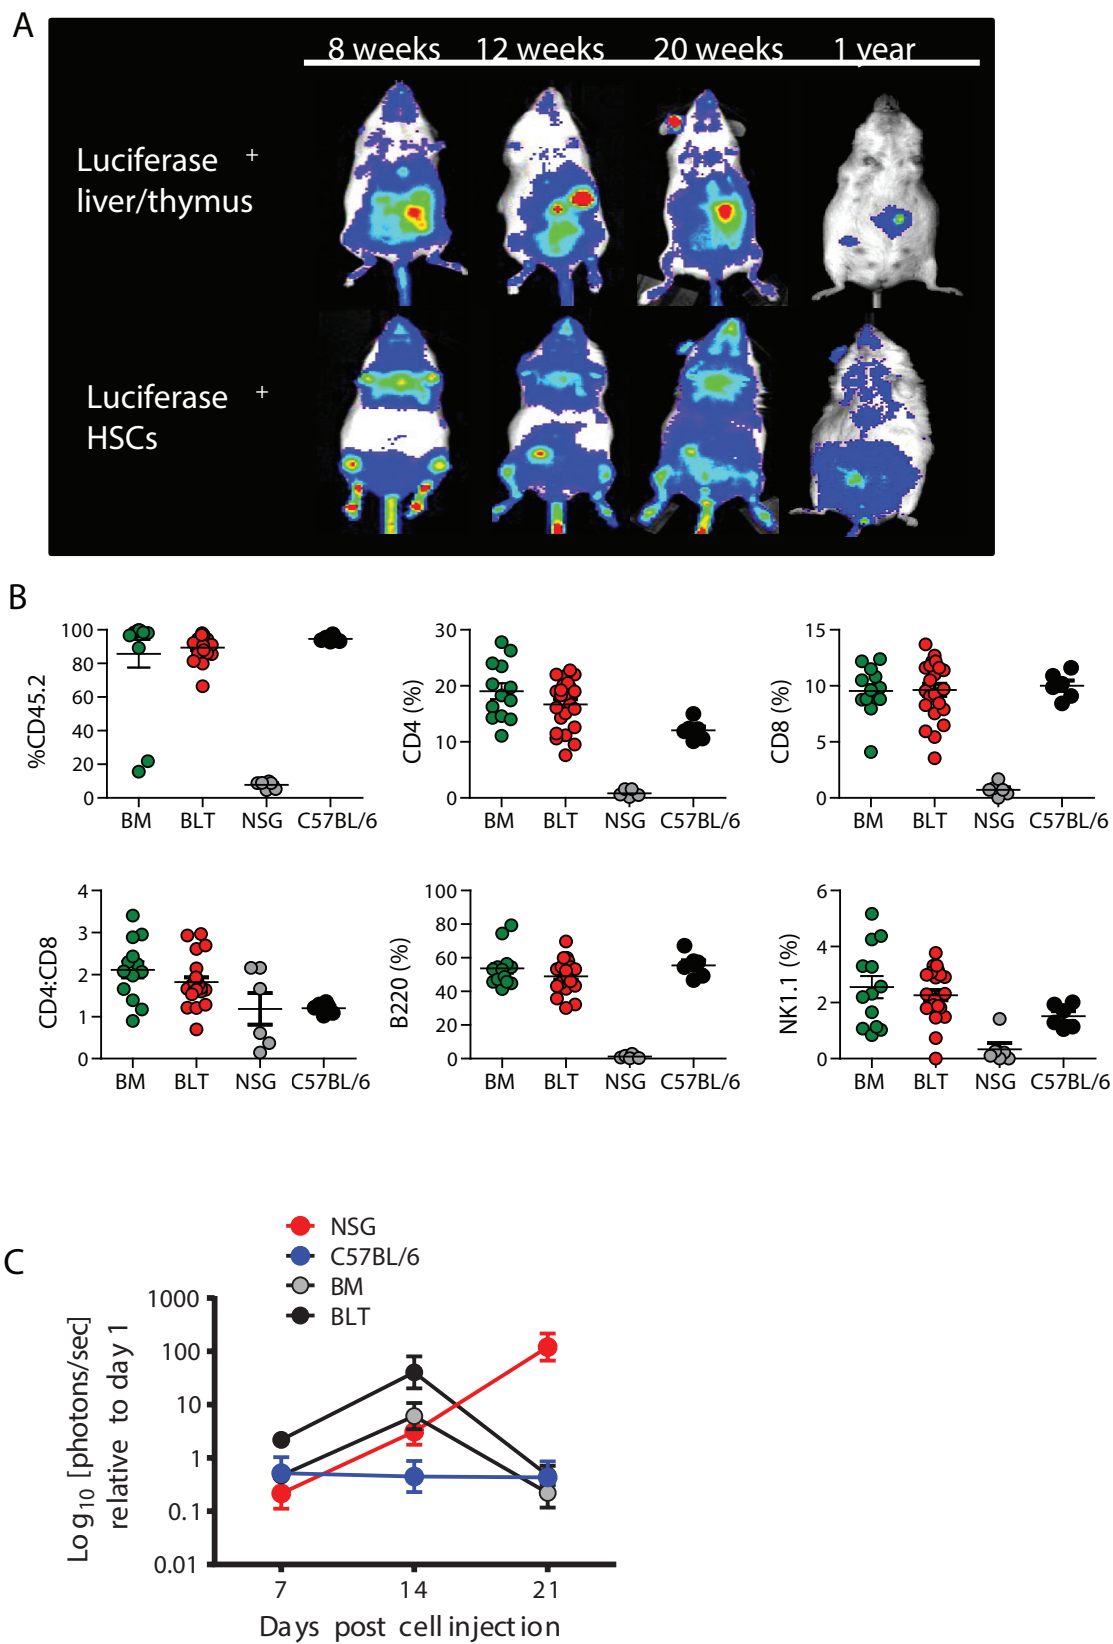 A
8 weeks 12 weeks 20 weeks 1 year
Luciferase +
liver/thymus
Luciferase +
HSCs
B
%CD45.2
100
80
60
40
20
0
BM BLT NSG C57BL/6
CD4 (%)
30
20
10
0
BM BLT NSG C57BL/6
CD8 (%)
15
10
5
0
BM BLT NSG C57BL/6
CD4:CD8
4
3
2
1
0
BM BLT NSG C57BL/6
B220 (%)
100
80
60
40
20
0
BM BLT NSG C57BL/6
NK1.1 (%)
6
4
2
0
BM BLT NSG C57BL/6
C
NSG
C57BL/6
BM
BLT
Log10 [photons/sec]
relative to day 1
1000
100
10
1
0.1
0.01
7 14 21
Days post cell injection